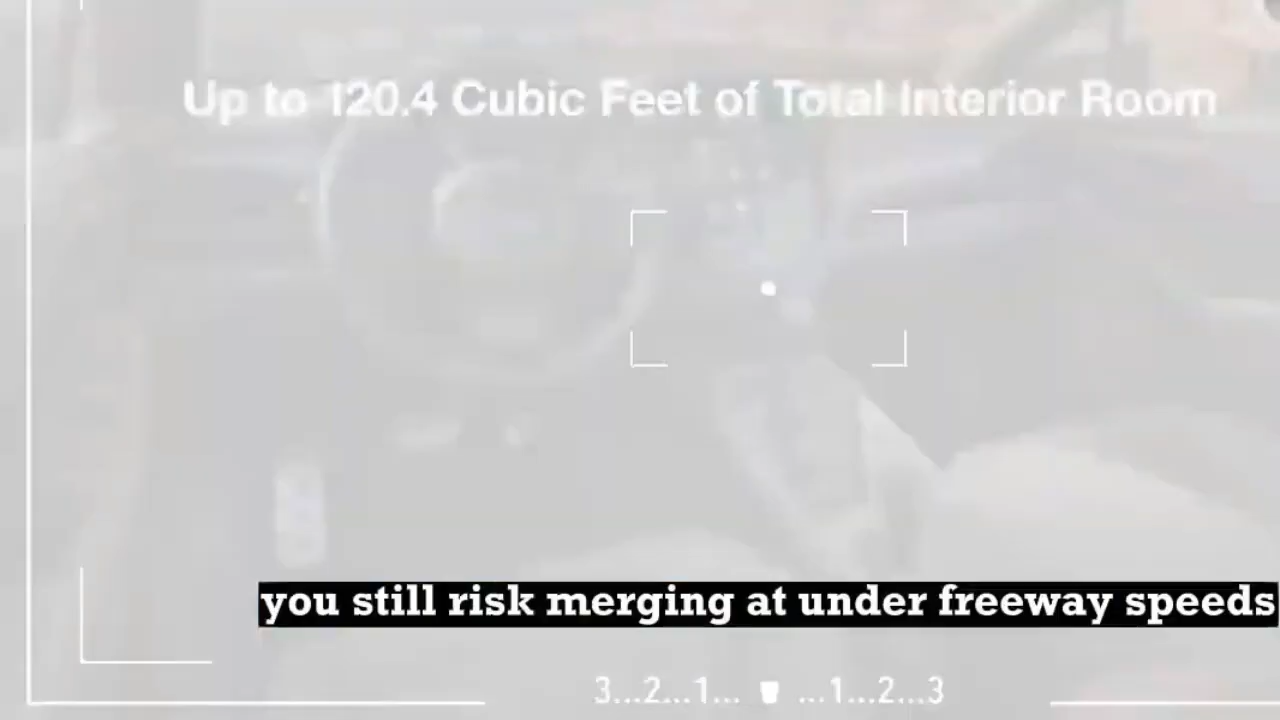 Up to 120.4 Cubic Feet of Total Interior Room
you still risk merging at under freeway speeds
3...2...1... ...1...2...3